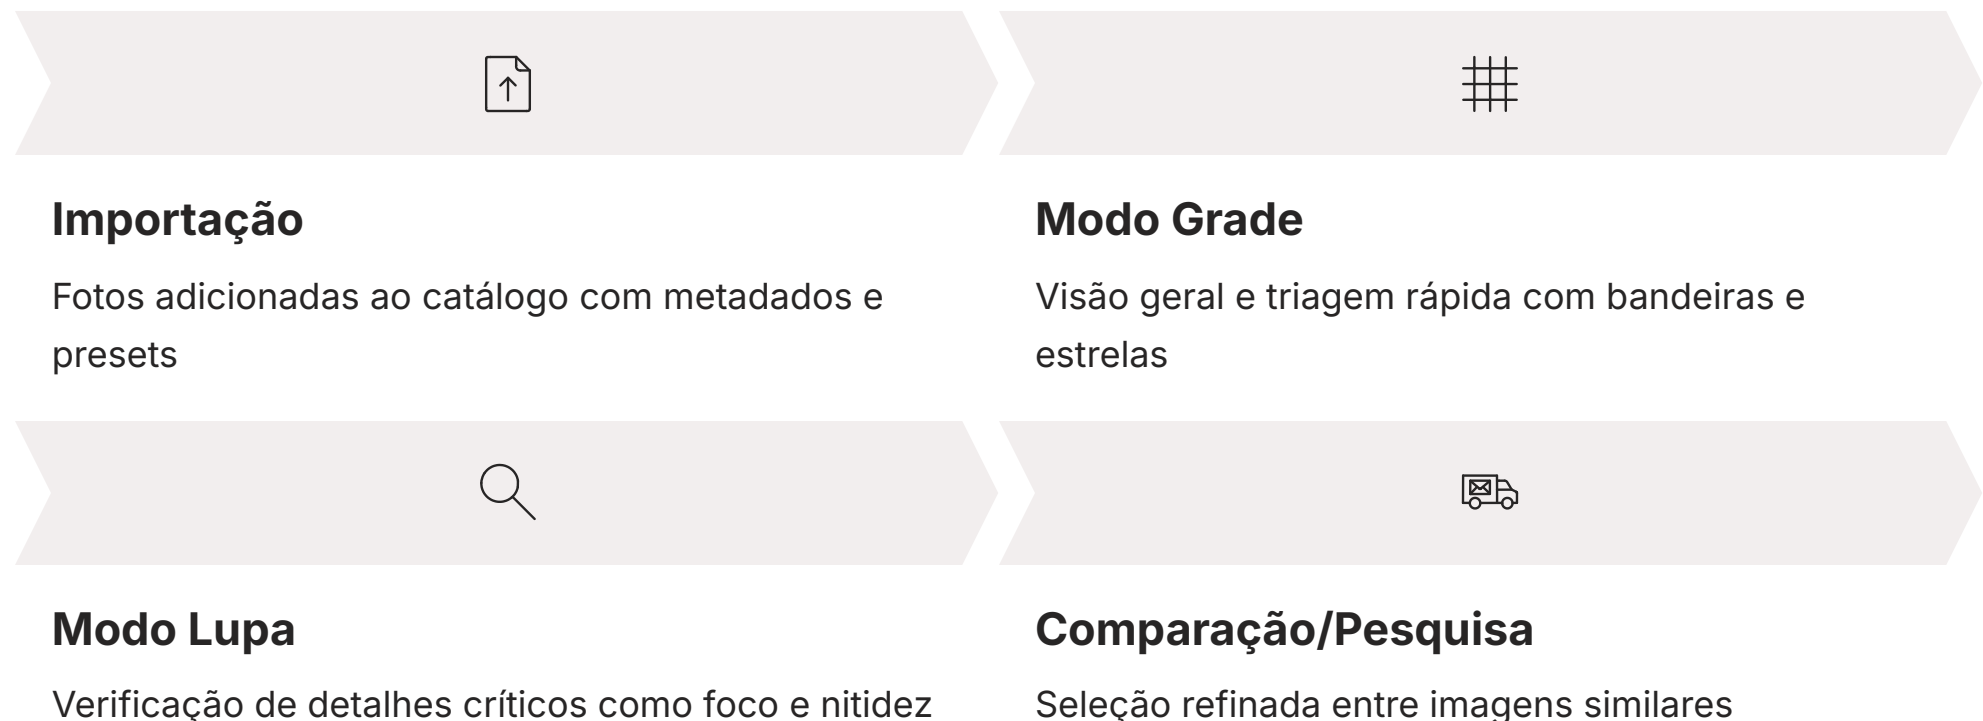 Importação
Fotos adicionadas ao catálogo com metadados e
presets
Modo Grade
Visão geral e triagem rápida com bandeiras e
estrelas
Modo Lupa
Verificação de detalhes críticos como foco e nitidez
Comparação/Pesquisa
Seleção refinada entre imagens similares